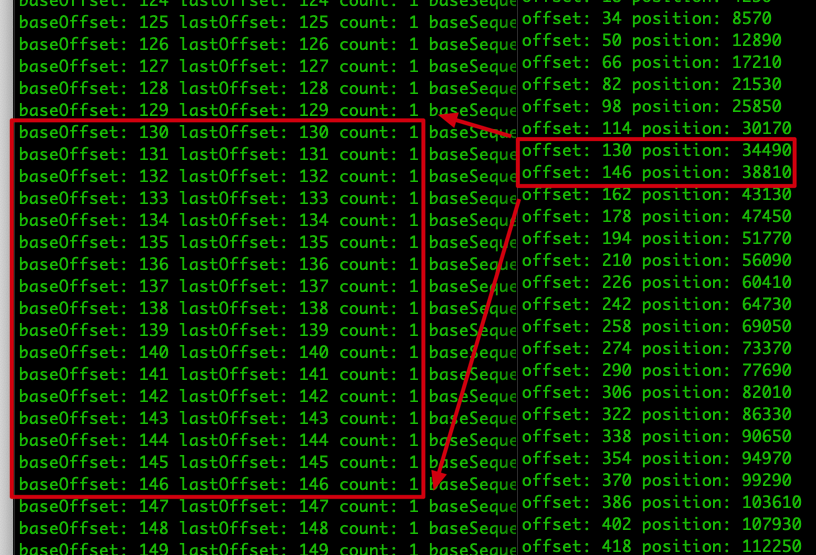 baseOffset: 124 lastOffset: 124 count: 1 baseSeque
baseOffset: 125 lastOffset: 125 count: 1 baseSeque
baseOffset: 126 lastOffset: 126 count: 1 baseSeque
baseOffset: 127 lastOffset: 127 count: 1 baseSeque
baseOffset: 128 lastOffset: 128 count: 1 baseSeque
baseOffset: 129 lastOffset: 129 count: 1 baseSeque
baseOffset: 130 lastOffset: 130 count: 1 baseSeque
baseOffset: 131 lastOffset: 131 count: 1 baseSeque
baseOffset: 132 lastOffset: 132 count: 1 baseSeque
baseOffset: 133 lastOffset: 133 count: 1 baseSeque
baseOffset: 134 lastOffset: 134 count: 1 baseSeque
baseOffset: 135 lastOffset: 135 count: 1 baseSeque
baseOffset: 136 lastOffset: 136 count: 1 baseSeque
baseOffset: 137 lastOffset: 137 count: 1 baseSeque
baseOffset: 138 lastOffset: 138 count: 1 baseSeque
baseOffset: 139 lastOffset: 139 count: 1 baseSeque
baseOffset: 140 lastOffset: 140 count: 1 baseSeque
baseOffset: 141 lastOffset: 141 count: 1 baseSeque
baseOffset: 142 lastOffset: 142 count: 1 baseSeque
baseOffset: 143 lastOffset: 143 count: 1 baseSeque
baseOffset: 144 lastOffset: 144 count: 1 baseSeque
baseOffset: 145 lastOffset: 145 count: 1 baseSeque
baseOffset: 146 lastOffset: 146 count: 1 baseSeque
baseOffset: 147 lastOffset: 147 count: 1 baseSeque
baseOffset: 148 lastOffset: 148 count: 1 baseSeque
baseOffset: 149 lastOffset: 149 count: 1 baseSeque
offset: 34 position: 8570
offset: 50 position: 12890
offset: 66 position: 17210
offset: 82 position: 21530
offset: 98 position: 25850
offset: 114 position: 30170
offset: 130 position: 34490
offset: 146 position: 38810
offset: 162 position: 43130
offset: 178 position: 47450
offset: 194 position: 51770
offset: 210 position: 56090
offset: 226 position: 60410
offset: 242 position: 64730
offset: 258 position: 69050
offset: 274 position: 73370
offset: 290 position: 77690
offset: 306 position: 82010
offset: 322 position: 86330
offset: 338 position: 90650
offset: 354 position: 94970
offset: 370 position: 99290
offset: 386 position: 103610
offset: 402 position: 107930
offset: 418 position: 112250